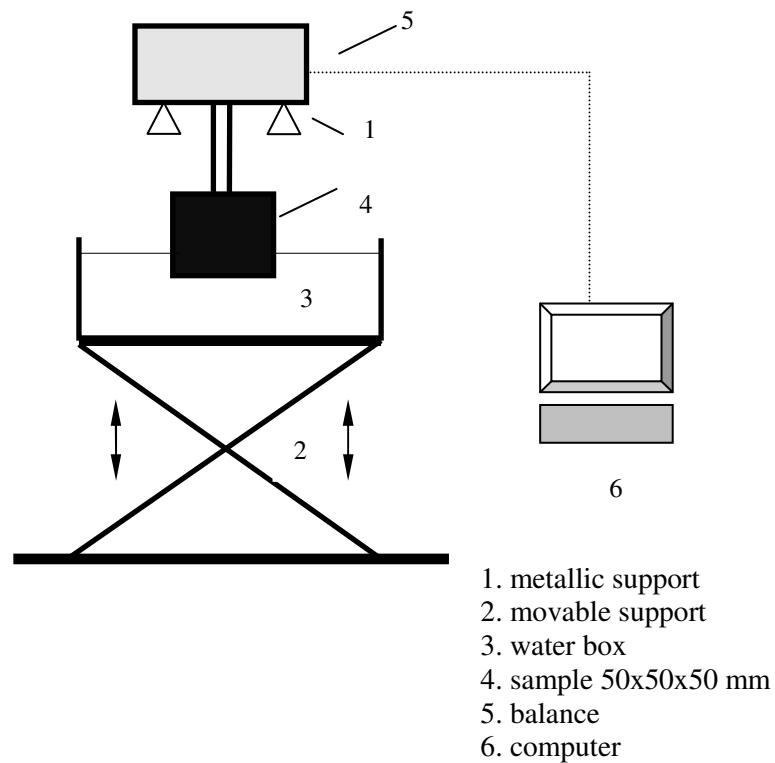 5
1
4
3
2
6
1. metallic support
2. movable support
3. water box
4. sample 50x50x50 mm
5. balance
6. computer